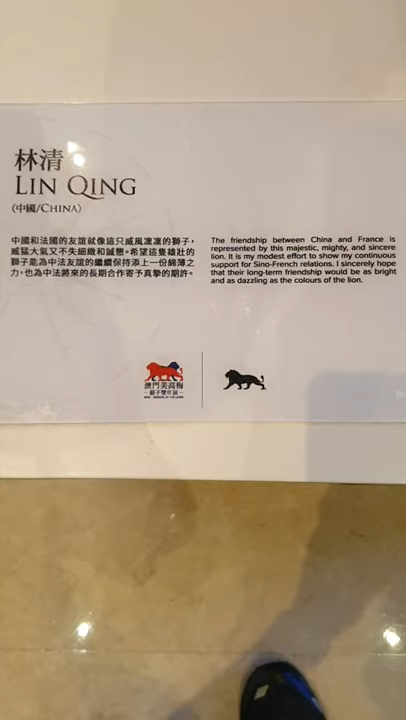 林清
LIN QING
(中國/CHINA)
中國和法國的友誼就像這只威風凜凜的獅子，
威猛大氣又不失細緻和誠懇。希望這隻雄壯的
獅子能為中法友誼的繼續保持添上一份綿薄之
力，也為中法將來的長期合作寄予真摯的期許。
The friendship between China and France is
represented by this majestic, mighty, and sincere
lion. It is my modest effort to show my continuous
support for Sino-French relations. I sincerely hope
that their long-term friendship would be as bright
and as dazzling as the colours of the lion.
澳門美高梅
獅子雙年展